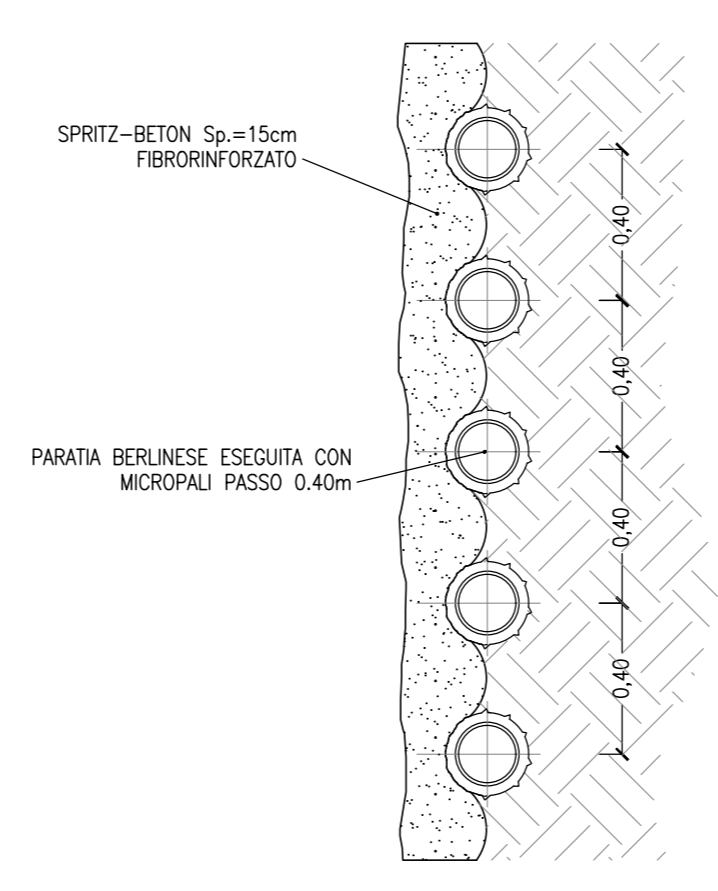 SPRITZ-BETON Sp.=15cm
FIBRORINFORZATO
0,40
0,40
PARATIA BERLINESE ESEGUITA CON
MICROPALI PASSO 0.40m
0,40
0,40